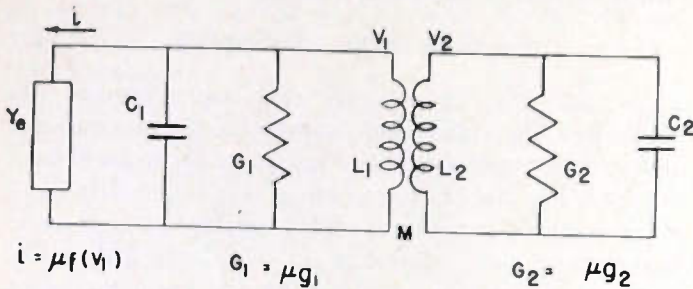 i
V₁ V₂
Yₑ
C₁
G₁
L₁
L₂
G₂
C₂
M
i = μf(v₁)
G₁ = μg₁
G₂ = μg₂